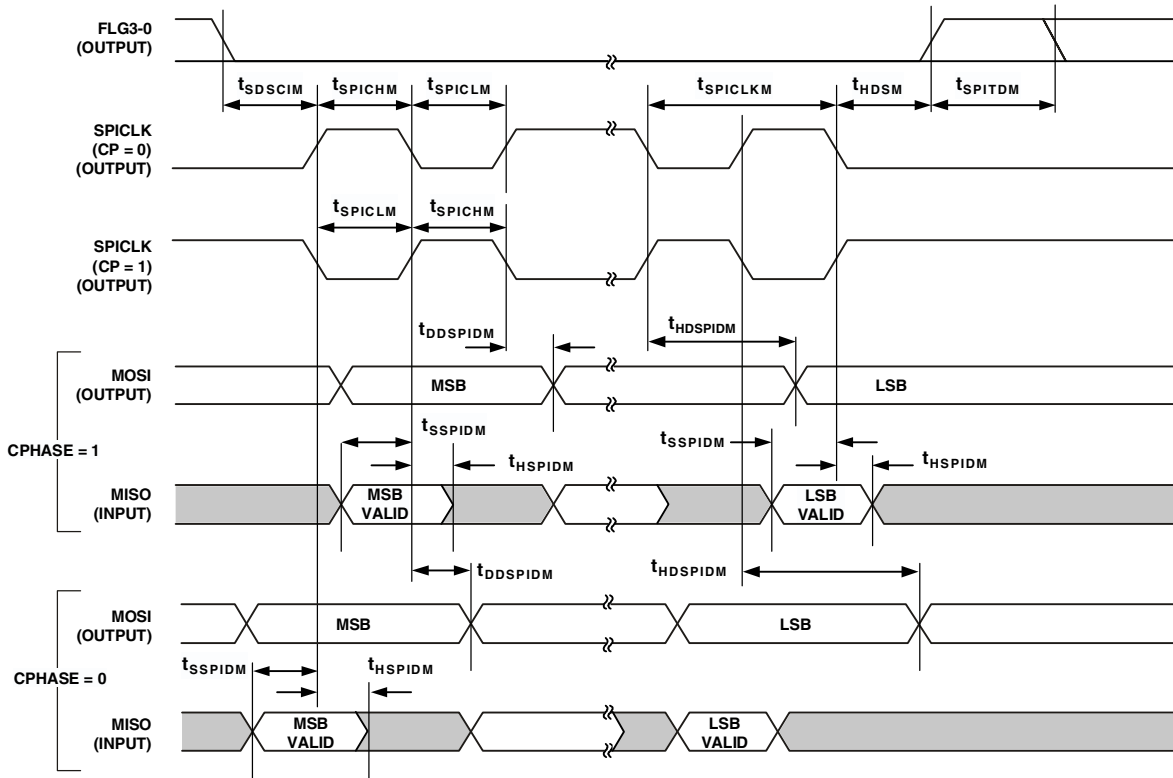 FLG3-0
(OUTPUT)
tSDSCIM tSPICHM tSPICLM tSPICLKM tHDSM tSPITDM
SPICLK
(CP = 0)
(OUTPUT)
tSPICLM tSPICHM
SPICLK
(CP = 1)
(OUTPUT)
tDDSPIDM tHDSPIDM
MOSI
(OUTPUT)
MSB LSB
CPHASE = 1
tSSPIDM tSSPIDM
tHSPIDM tHSPIDM
MISO
(INPUT)
MSB
VALID
LSB
VALID
tDDSPIDM tHDSPIDM
MOSI
(OUTPUT)
MSB LSB
CPHASE = 0
tSSPIDM tHSPIDM
MISO
(INPUT)
MSB
VALID
LSB
VALID